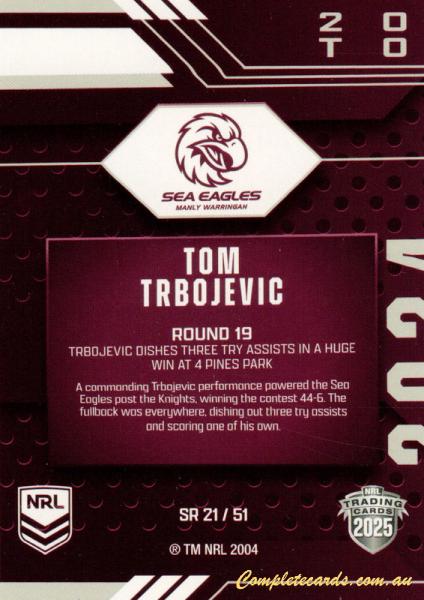 2 0
T O
SEA EAGLES
MANLY WARRINGAH
TOM
TRBOJEVIC
ROUND 19
TRBOJEVIC DISHES THREE TRY ASSISTS IN A HUGE
WIN AT 4 PINES PARK
A commanding Trbojevic performance powered the Sea
Eagles past the Knights, winning the contest 44-6. The
fullback was everywhere, dishing out three try assists
and scoring one of his own.
2024
NRL
SR 21 / 51
NRL
TRADING
CARDS
2025
® TM NRL 2004
Completecards.com.au